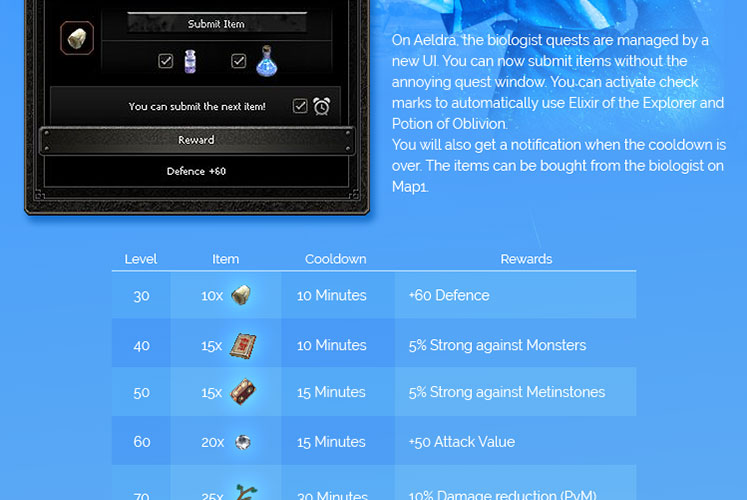 Submit Item
You can submit the next item!
Reward
Defence +60
On Aeldra, the biologist quests are managed by a
new UI. You can now submit items without the
annoying quest window. You can activate check
marks to automatically use Elixir of the Explorer and
Potion of Oblivion.
You will also get a notification when the cooldown is
over. The items can be bought from the biologist on
Map1.
Level Item Cooldown Rewards
30 10x 10 Minutes +60 Defence
40 15x 10 Minutes 5% Strong against Monsters
50 15x 15 Minutes 5% Strong against Metinstones
60 20x 15 Minutes +50 Attack Value
70 25x 30 Minutes 10% Damage reduction (PvM)